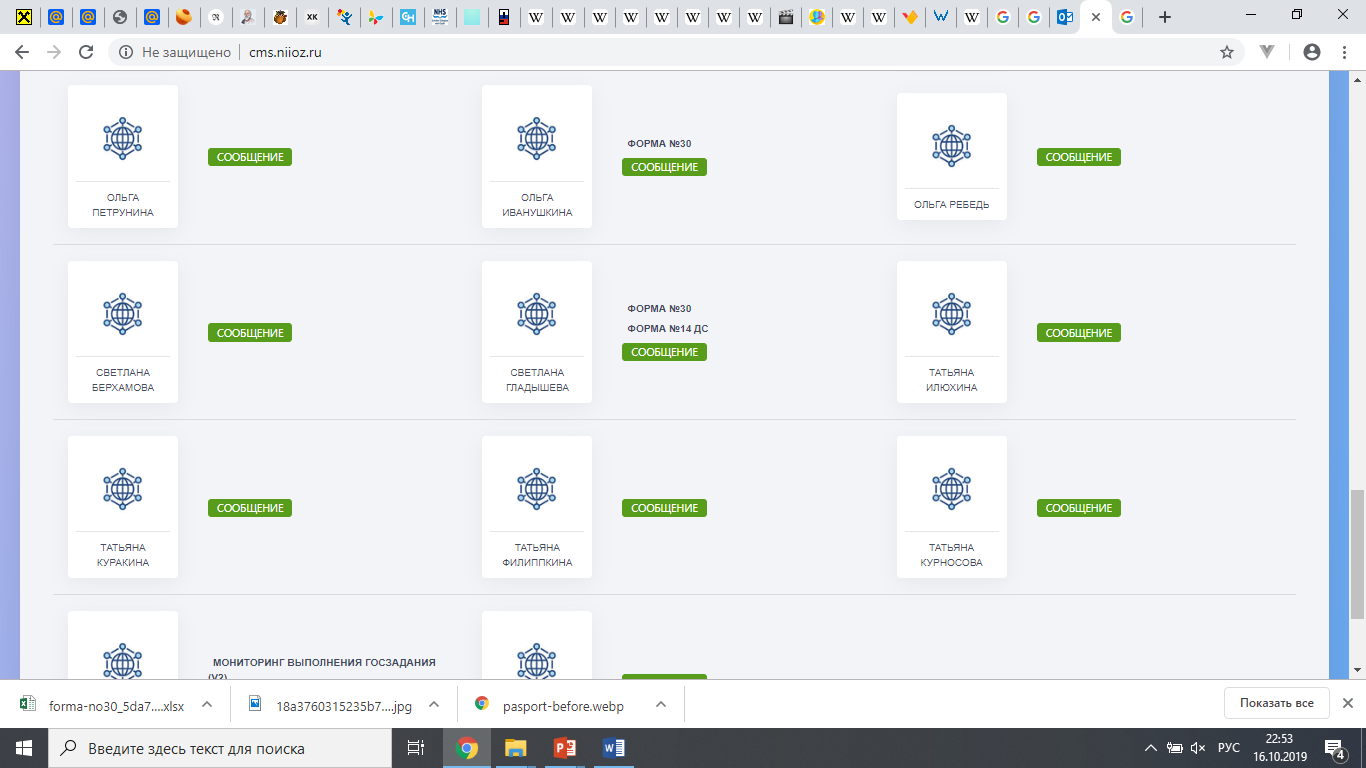 Не защищено
cms.niioz.ru
ФОРМА №30
СООБЩЕНИЕ
СООБЩЕНИЕ
СООБЩЕНИЕ
ОЛЬГА
ПЕТРУНИНА
ОЛЬГА
ИВАНУШКИНА
ОЛЬГА РЕБЕДЬ
ФОРМА №30
ФОРМА №14 ДС
СООБЩЕНИЕ
СООБЩЕНИЕ
СООБЩЕНИЕ
СВЕТЛАНА
БЕРХАМОВА
СВЕТЛАНА
ГЛАДЫШЕВА
ТАТЬЯНА
ИЛЮХИНА
СООБЩЕНИЕ
СООБЩЕНИЕ
СООБЩЕНИЕ
ТАТЬЯНА
КУРАКИНА
ТАТЬЯНА
ФИЛИППКИНА
ТАТЬЯНА
КУРНОСОВА
МОНИТОРИНГ ВЫПОЛНЕНИЯ ГОСЗАДАНИЯ
(V2)
forma-no30_5da7....xlsx
18a3760315235b7....jpg
pasport-before.webp
Показать все
Введите здесь текст для поиска
РУС
22:53
16.10.2019
4